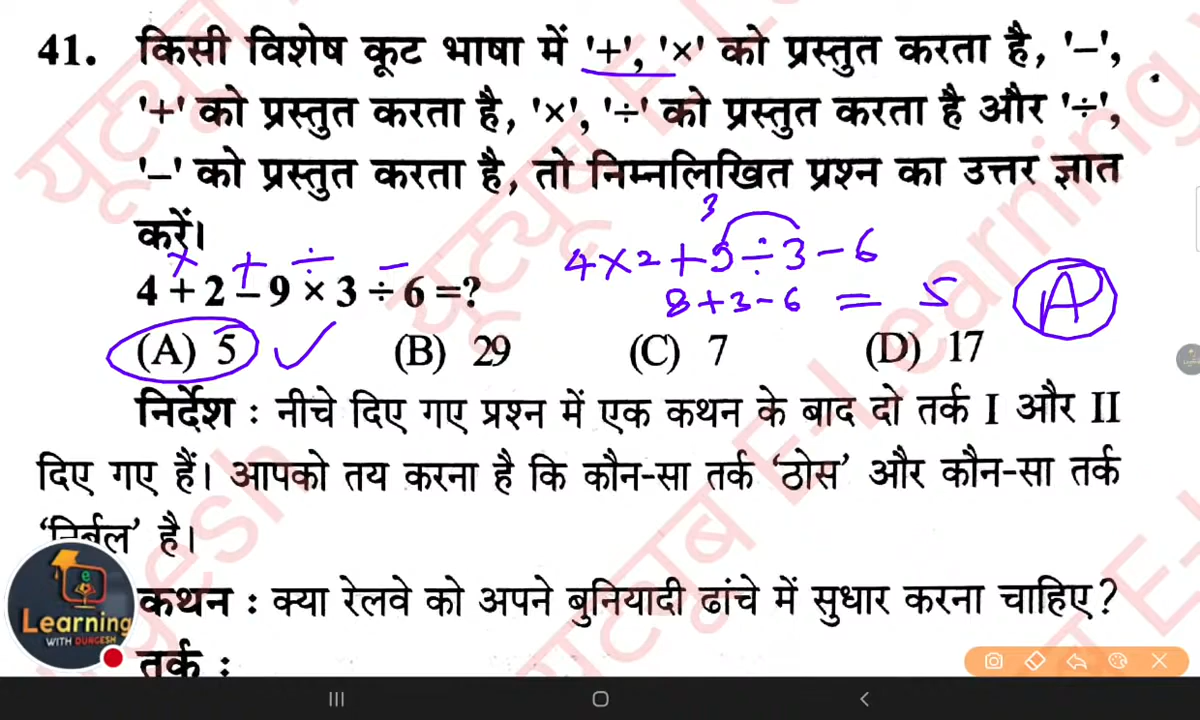 41. किसी विशेष कूट भाषा में '+', '×' को प्रस्तुत करता है, '–',
'+' को प्रस्तुत करता है, '×', '÷' को प्रस्तुत करता है और '÷',
'–' को प्रस्तुत करता है, तो निम्नलिखित प्रश्न का उत्तर ज्ञात
करें।
× + ÷ –
4 + 2 – 9 × 3 ÷ 6 =?
3
4 × 2 + 9 ÷ 3 – 6
8 + 3 – 6 = 5
A
(A) 5 (B) 29 (C) 7 (D) 17
निर्देश : नीचे दिए गए प्रश्न में एक कथन के बाद दो तर्क I और II
दिए गए हैं। आपको तय करना है कि कौन-सा तर्क 'ठोस' और कौन-सा तर्क
'निर्बल' है।
कथन : क्या रेलवे को अपने बुनियादी ढांचे में सुधार करना चाहिए?
तर्क :
e
Learning
WITH DURGESH
यूट्यूब E-Learning